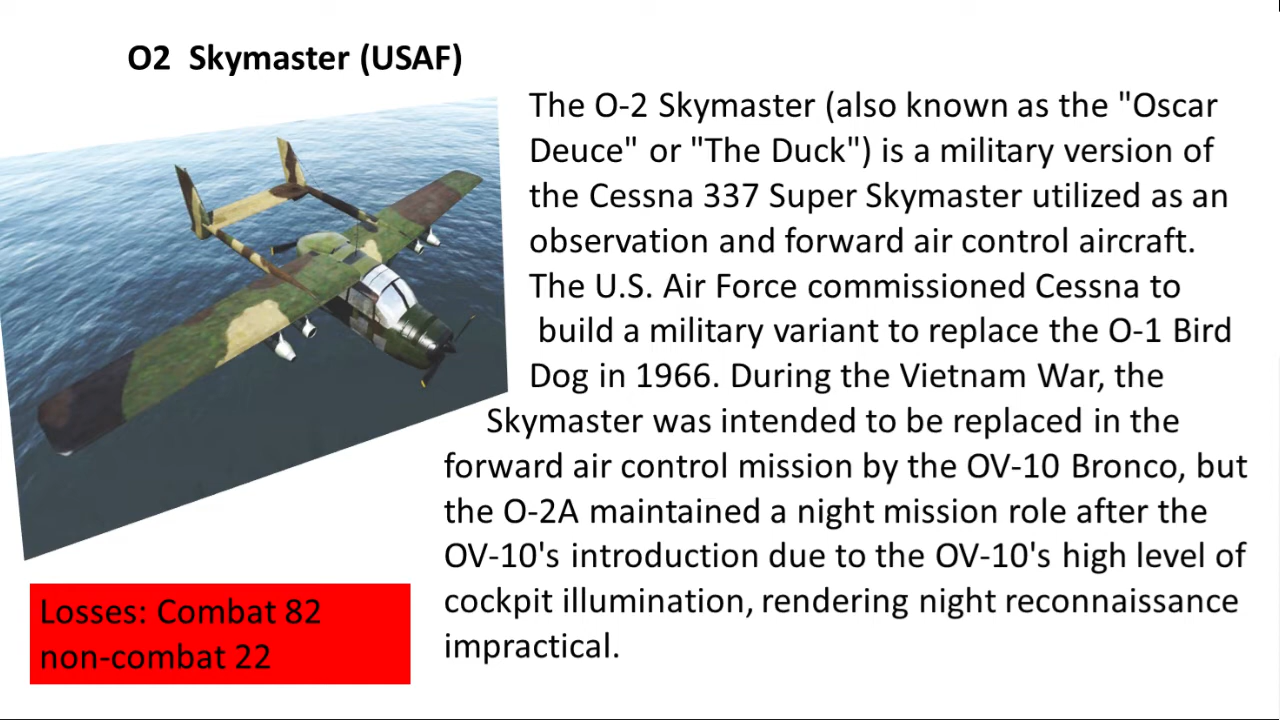 O2  Skymaster (USAF)
The O-2 Skymaster (also known as the "Oscar
Deuce" or "The Duck") is a military version of
the Cessna 337 Super Skymaster utilized as an
observation and forward air control aircraft.
The U.S. Air Force commissioned Cessna to
build a military variant to replace the O-1 Bird
Dog in 1966. During the Vietnam War, the
Skymaster was intended to be replaced in the
forward air control mission by the OV-10 Bronco, but
the O-2A maintained a night mission role after the
OV-10's introduction due to the OV-10's high level of
cockpit illumination, rendering night reconnaissance
impractical.
Losses: Combat 82
non-combat 22